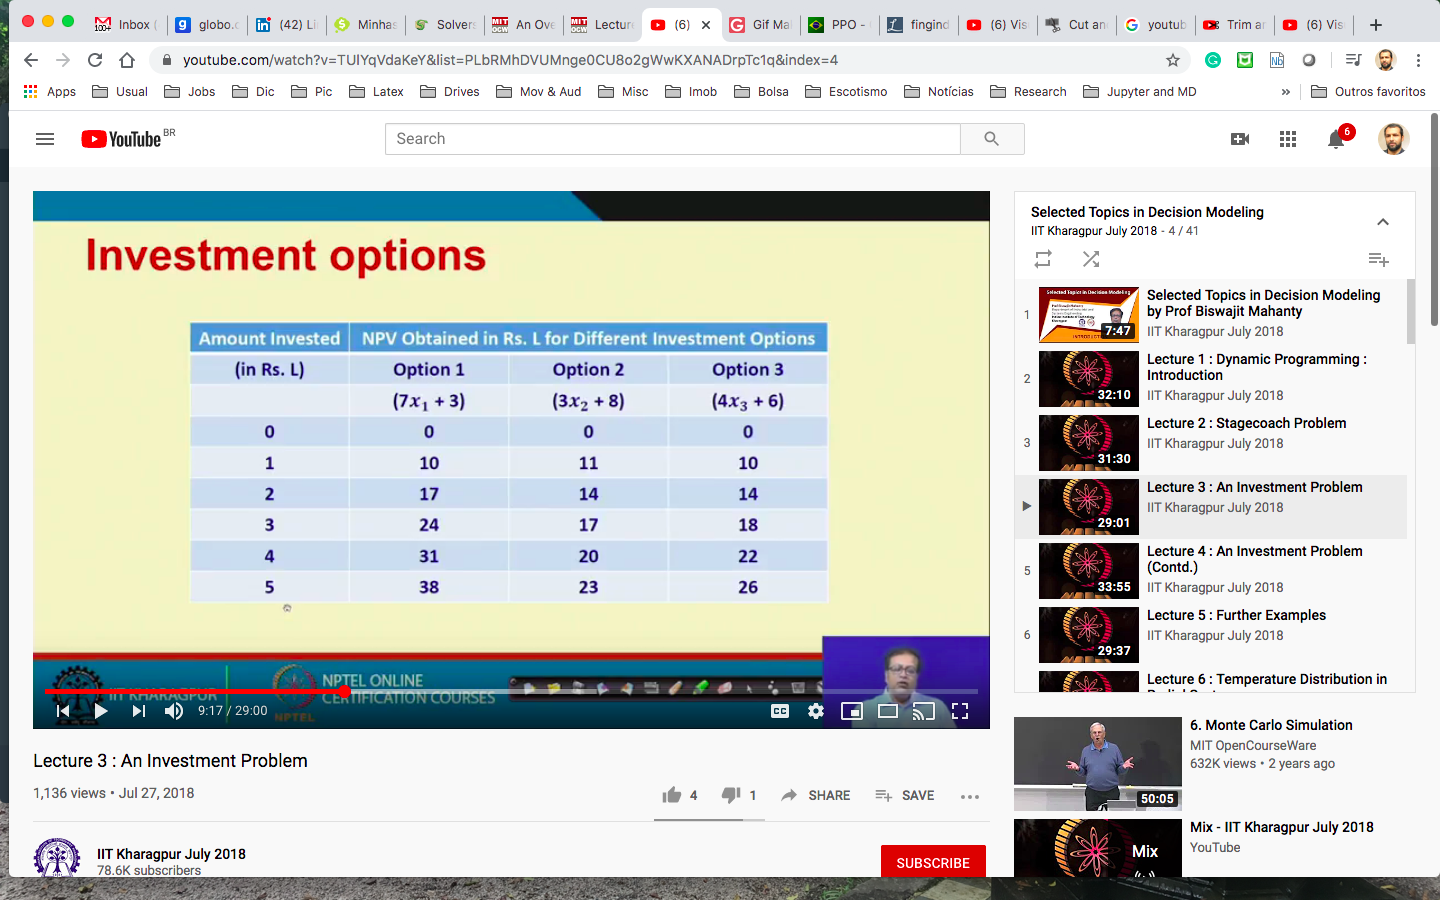 Inbox (
globo.c
(42) Li
Minhas
Solvers
An Ove
Lecture
(6)
Gif Ma
PPO -
fingind
(6) Vis
Cut an
youtub
Trim a
(6) Vis
youtube.com/watch?v=TUIYqVdaKeY&list=PLbRMhDVUMnge0CU8o2gWwKXANADrpTc1q&index=4
Apps Usual Jobs Dic Pic Latex Drives Mov & Aud Misc Imob Bolsa Escotismo Notícias Research Jupyter and MD » Outros favoritos
YouTube BR
Search
6
Investment options
Amount Invested NPV Obtained in Rs. L for Different Investment Options
(in Rs. L) Option 1 Option 2 Option 3
(7x₁ + 3) (3x₂ + 8) (4x₃ + 6)
0 0 0 0
1 10 11 10
2 17 14 14
3 24 17 18
4 31 20 22
5 38 23 26
IIT KHARAGPUR
NPTEL
NPTEL ONLINE
CERTIFICATION COURSES
9:17 / 29:00
CC
Lecture 3 : An Investment Problem
1,136 views • Jul 27, 2018
4 1 SHARE SAVE
IIT Kharagpur July 2018
78.6K subscribers
SUBSCRIBE
Selected Topics in Decision Modeling
IIT Kharagpur July 2018 - 4 / 41
1
Selected Topics in Decision Modeling
7:47
Selected Topics in Decision Modeling
by Prof Biswajit Mahanty
IIT Kharagpur July 2018
2
32:10
Lecture 1 : Dynamic Programming :
Introduction
IIT Kharagpur July 2018
3
31:30
Lecture 2 : Stagecoach Problem
IIT Kharagpur July 2018
29:01
Lecture 3 : An Investment Problem
IIT Kharagpur July 2018
5
33:55
Lecture 4 : An Investment Problem
(Contd.)
IIT Kharagpur July 2018
6
29:37
Lecture 5 : Further Examples
IIT Kharagpur July 2018
Lecture 6 : Temperature Distribution in
50:05
6. Monte Carlo Simulation
MIT OpenCourseWare
632K views • 2 years ago
Mix
Mix - IIT Kharagpur July 2018
YouTube